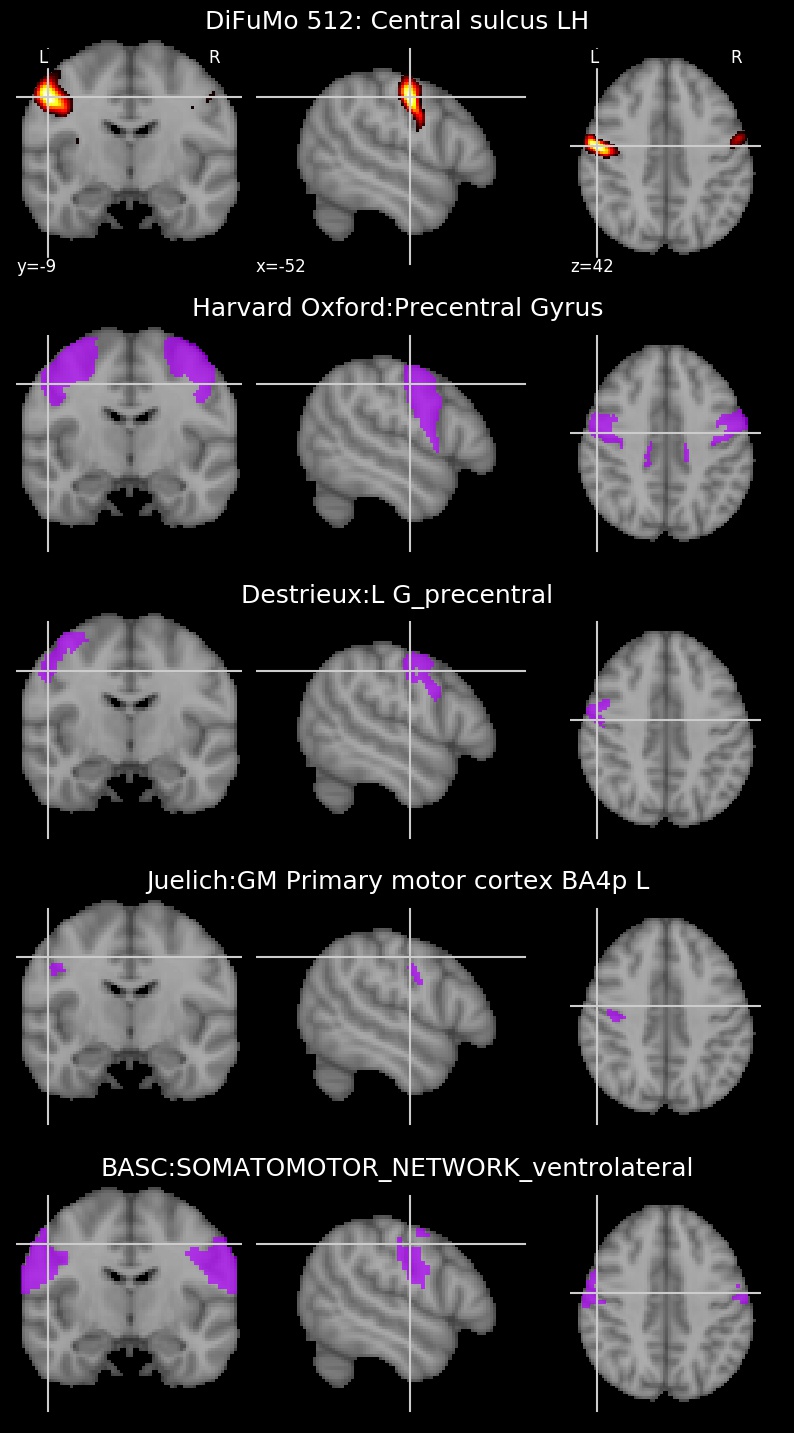 DiFuMo 512: Central sulcus LH
L R L R
y=-9 x=-52 z=42
Harvard Oxford:Precentral Gyrus
Destrieux:L G_precentral
Juelich:GM Primary motor cortex BA4p L
BASC:SOMATOMOTOR_NETWORK_ventrolateral